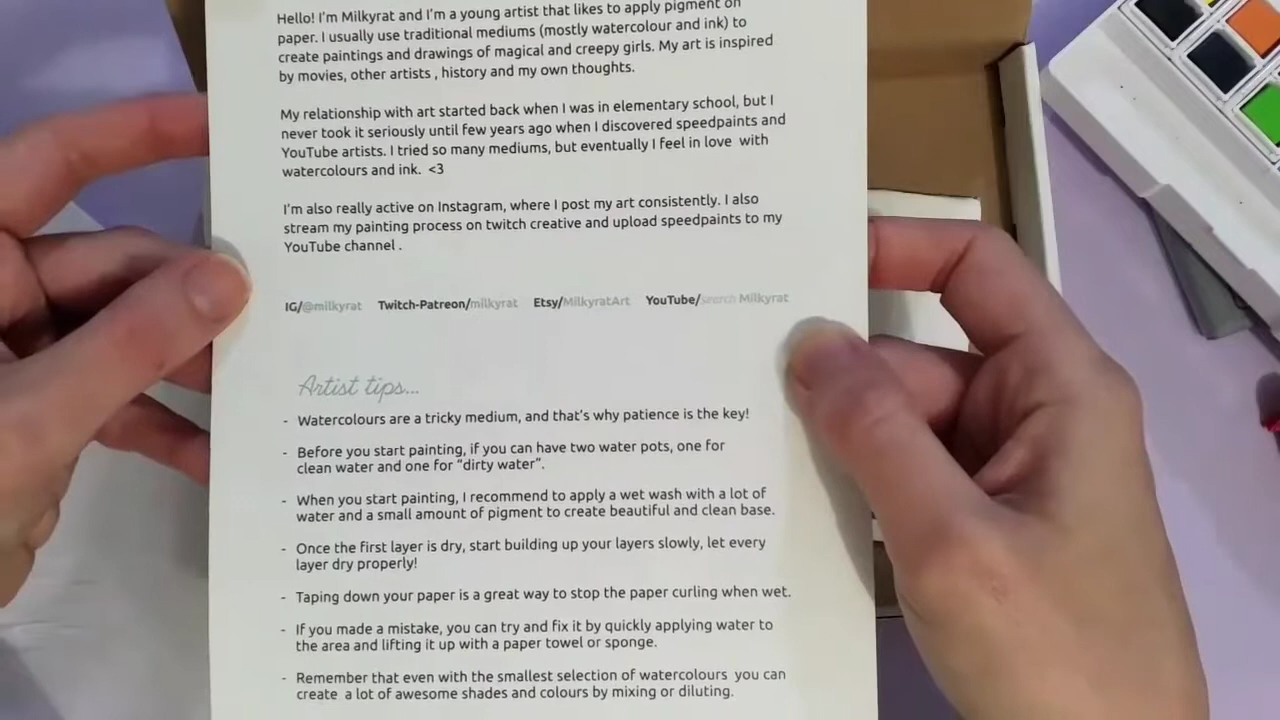 Hello! I'm Milkyrat and I'm a young artist that likes to apply pigment on
paper. I usually use traditional mediums (mostly watercolour and ink) to
create paintings and drawings of magical and creepy girls. My art is inspired
by movies, other artists , history and my own thoughts.
My relationship with art started back when I was in elementary school, but I
never took it seriously until few years ago when I discovered speedpaints and
YouTube artists. I tried so many mediums, but eventually I feel in love with
watercolours and ink. <3
I'm also really active on Instagram, where I post my art consistently. I also
stream my painting process on twitch creative and upload speedpaints to my
YouTube channel .
IG/@milkyrat Twitch-Patreon/milkyrat Etsy/MilkyratArt YouTube/search Milkyrat
Artist tips...
- Watercolours are a tricky medium, and that's why patience is the key!
- Before you start painting, if you can have two water pots, one for
clean water and one for "dirty water".
- When you start painting, I recommend to apply a wet wash with a lot of
water and a small amount of pigment to create beautiful and clean base.
- Once the first layer is dry, start building up your layers slowly, let every
layer dry properly!
- Taping down your paper is a great way to stop the paper curling when wet.
- If you made a mistake, you can try and fix it by quickly applying water to
the area and lifting it up with a paper towel or sponge.
- Remember that even with the smallest selection of watercolours you can
create a lot of awesome shades and colours by mixing or diluting.